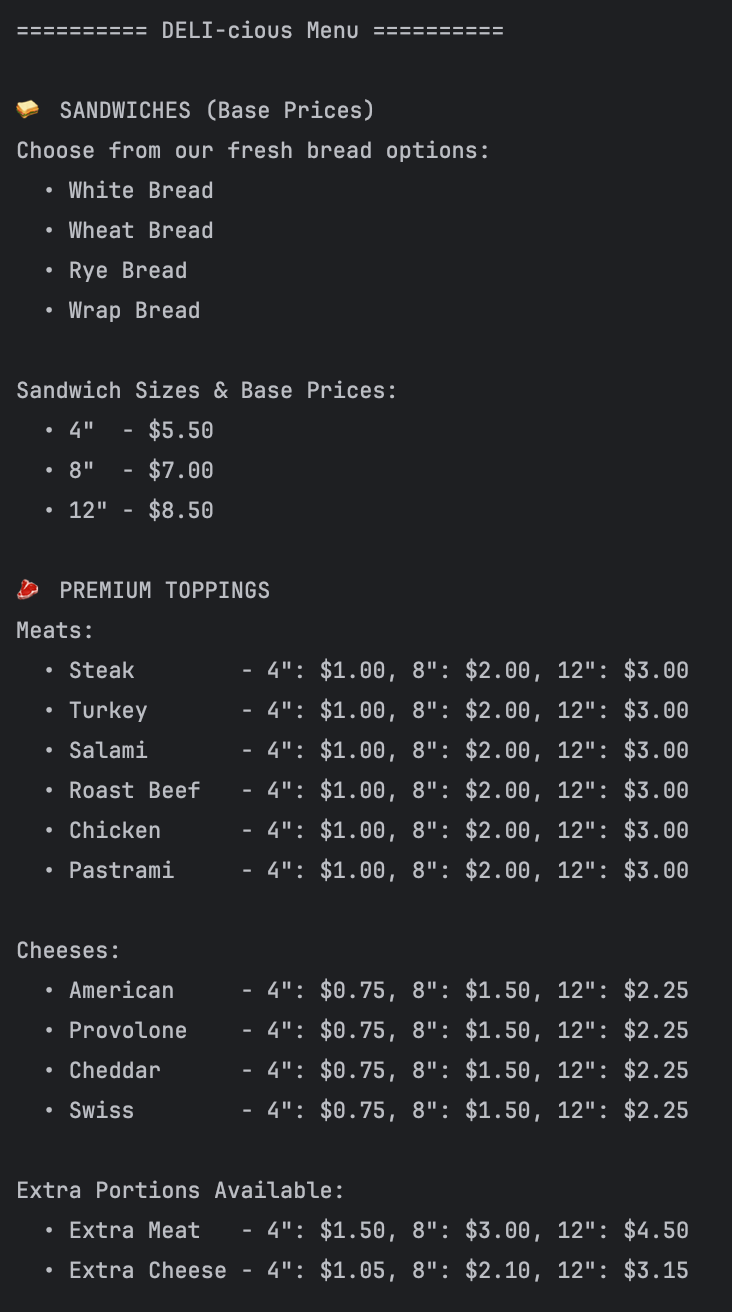 ========== DELI-cious Menu ==========
🥪 SANDWICHES (Base Prices)
Choose from our fresh bread options:
  • White Bread
  • Wheat Bread
  • Rye Bread
  • Wrap Bread
Sandwich Sizes & Base Prices:
  • 4"  - $5.50
  • 8"  - $7.00
  • 12" - $8.50
🥩 PREMIUM TOPPINGS
Meats:
  • Steak        - 4": $1.00, 8": $2.00, 12": $3.00
  • Turkey       - 4": $1.00, 8": $2.00, 12": $3.00
  • Salami       - 4": $1.00, 8": $2.00, 12": $3.00
  • Roast Beef   - 4": $1.00, 8": $2.00, 12": $3.00
  • Chicken      - 4": $1.00, 8": $2.00, 12": $3.00
  • Pastrami     - 4": $1.00, 8": $2.00, 12": $3.00
Cheeses:
  • American     - 4": $0.75, 8": $1.50, 12": $2.25
  • Provolone    - 4": $0.75, 8": $1.50, 12": $2.25
  • Cheddar      - 4": $0.75, 8": $1.50, 12": $2.25
  • Swiss        - 4": $0.75, 8": $1.50, 12": $2.25
Extra Portions Available:
  • Extra Meat   - 4": $1.50, 8": $3.00, 12": $4.50
  • Extra Cheese - 4": $1.05, 8": $2.10, 12": $3.15